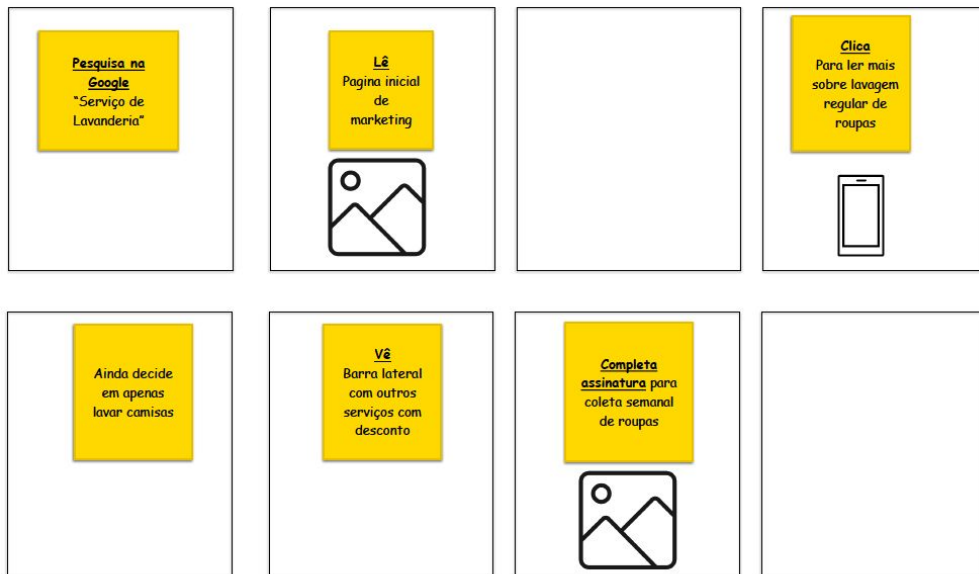 Pesquisa na
Google
“Serviço de
Lavanderia”
Lê
Pagina inicial
de
marketing
Clica
Para ler mais
sobre lavagem
regular de
roupas
Ainda decide
em apenas
lavar camisas
Vê
Barra lateral
com outros
serviços com
desconto
Completa
assinatura para
coleta semanal
de roupas